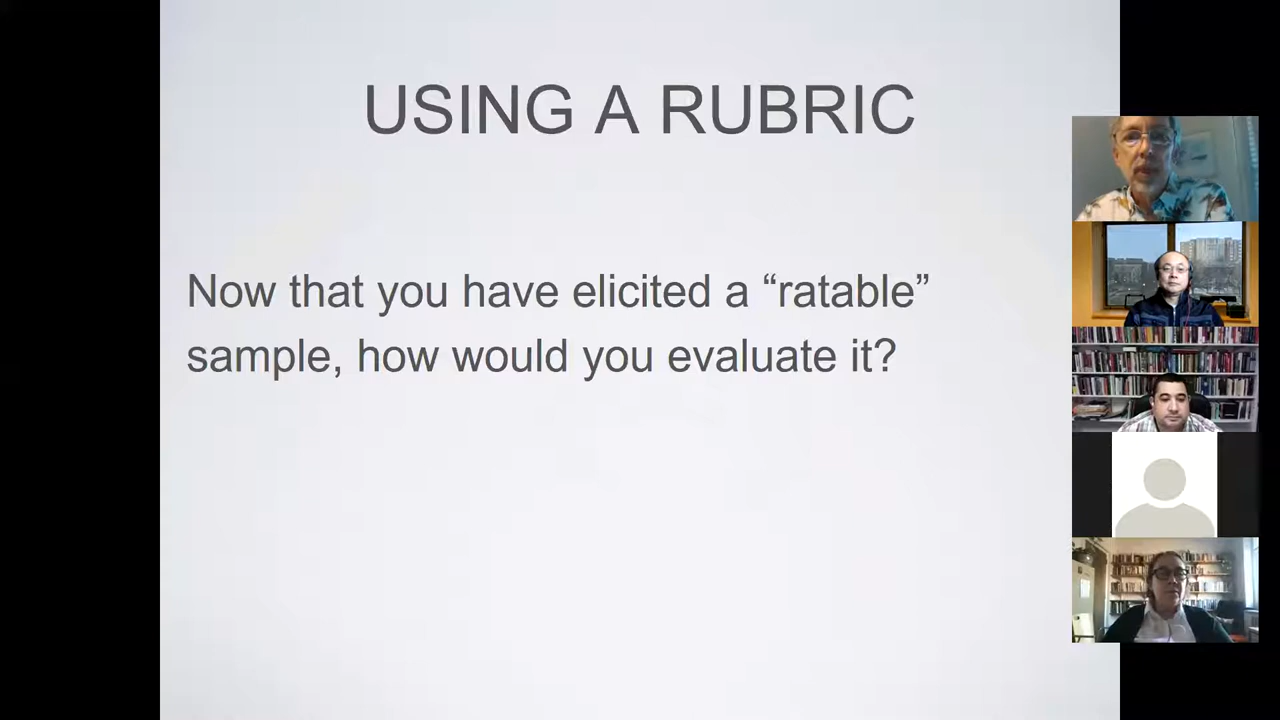 USING A RUBRIC
Now that you have elicited a “ratable”
sample, how would you evaluate it?